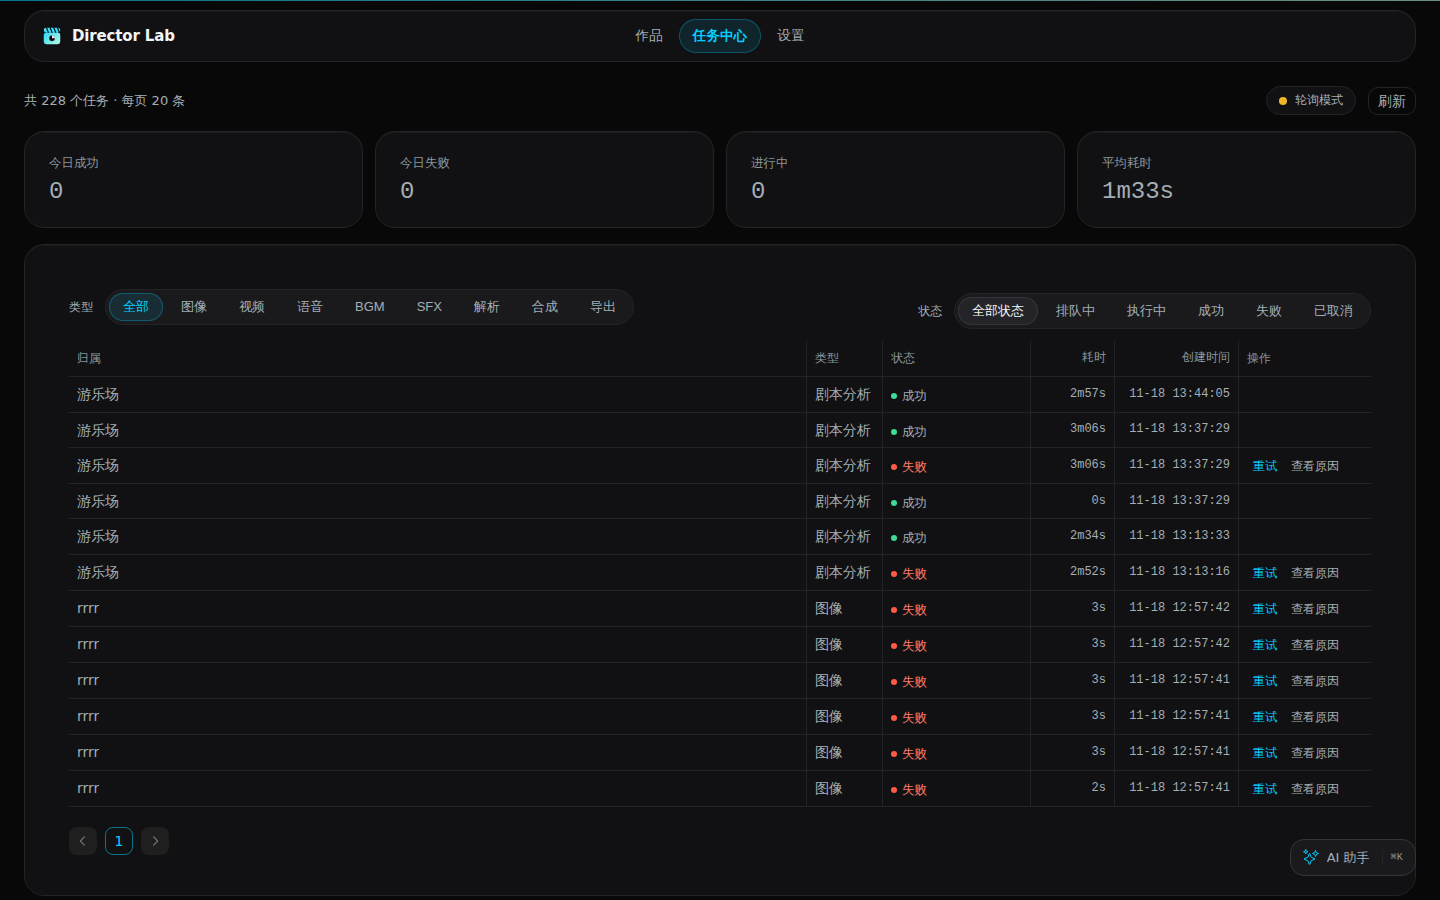 Director Lab 作品 任务中心 设置
共 228 个任务 · 每页 20 条 轮询模式 刷新
今日成功 今日失败 进行中 平均耗时
0 0 0 1m33s
类型 全部 图像 视频 语音 BGM SFX 解析 合成 导出
状态 全部状态 排队中 执行中 成功 失败 已取消
归属 类型 状态 耗时 创建时间 操作
游乐场 剧本分析 成功 2m57s 11-18 13:44:05
游乐场 剧本分析 成功 3m06s 11-18 13:37:29
游乐场 剧本分析 失败 3m06s 11-18 13:37:29 重试 查看原因
游乐场 剧本分析 成功 0s 11-18 13:37:29
游乐场 剧本分析 成功 2m34s 11-18 13:13:33
游乐场 剧本分析 失败 2m52s 11-18 13:13:16 重试 查看原因
rrrr 图像 失败 3s 11-18 12:57:42 重试 查看原因
rrrr 图像 失败 3s 11-18 12:57:42 重试 查看原因
rrrr 图像 失败 3s 11-18 12:57:41 重试 查看原因
rrrr 图像 失败 3s 11-18 12:57:41 重试 查看原因
rrrr 图像 失败 3s 11-18 12:57:41 重试 查看原因
rrrr 图像 失败 2s 11-18 12:57:41 重试 查看原因
1
AI 助手 ⌘K